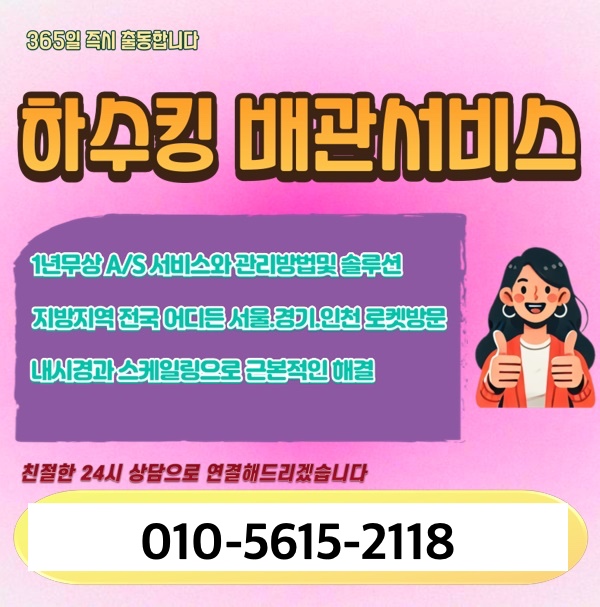 365일 즉시 출동합니다
하수킹 배관서비스
1년무상 A/S 서비스와 관리방법및 솔루션
지방지역 전국 어디든 서울.경기.인천 로켓방문
내시경과 스케일링으로 근본적인 해결
친절한 24시 상담으로 연결해드리겠습니다
010-5615-2118